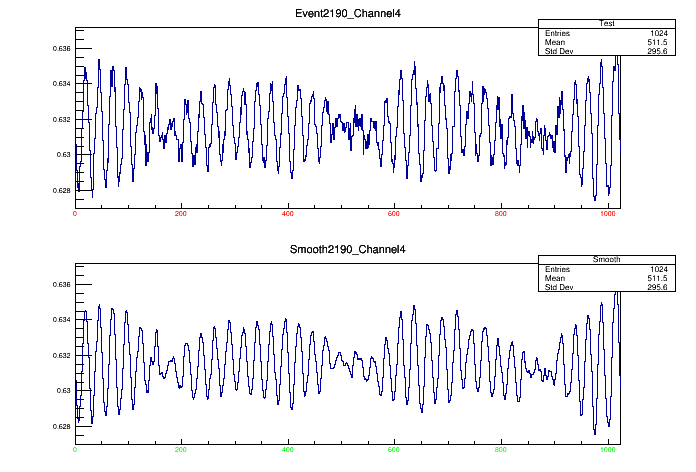 Event2190_Channel4
Test
Entries 1024
Mean 511.5
Std Dev 295.6
0.636
0.634
0.632
0.63
0.628
0 200 400 600 800 1000
Smooth2190_Channel4
Smooth
Entries 1024
Mean 511.5
Std Dev 295.6
0.636
0.634
0.632
0.63
0.628
0 200 400 600 800 1000